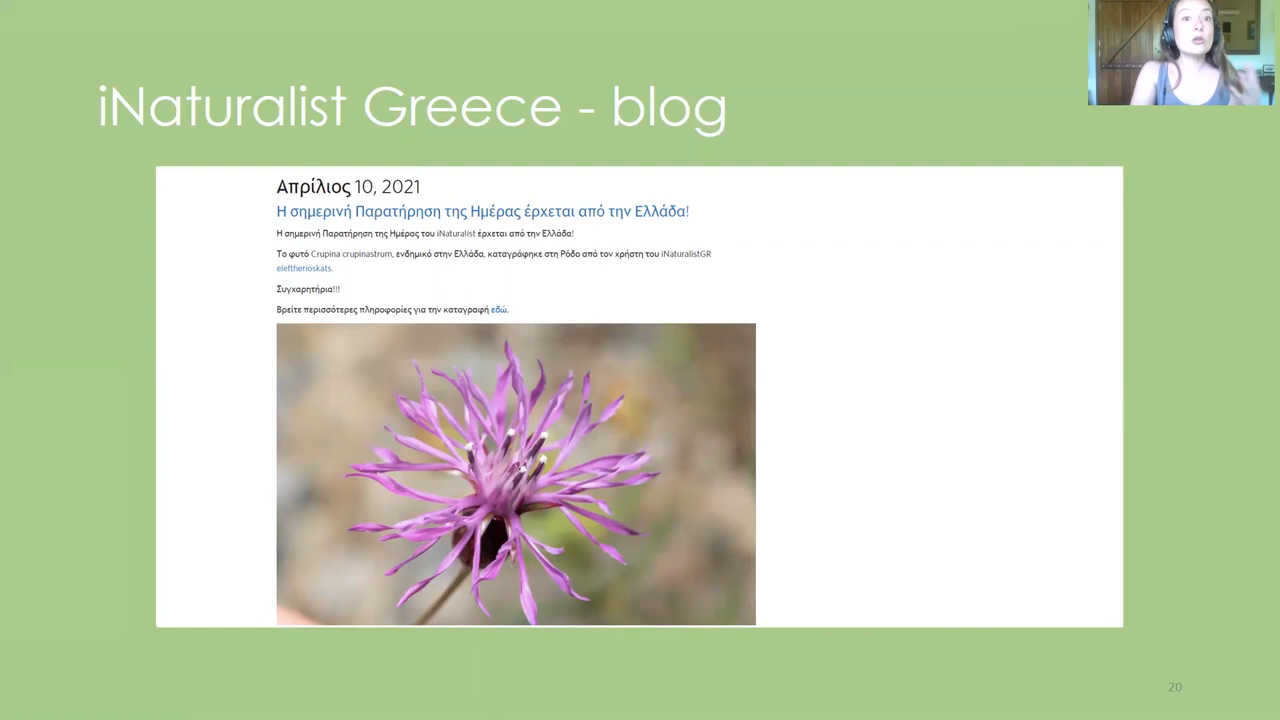 iNaturalist Greece - blog
Απρίλιος 10, 2021
Η σημερινή Παρατήρηση της Ημέρας έρχεται από την Ελλάδα!
Η σημερινή Παρατήρηση της Ημέρας του iNaturalist έρχεται από την Ελλάδα!
Το φυτό Crupina crupinastrum, ενδημικό στην Ελλάδα, καταγράφηκε στη Ρόδο από τον χρήστη του iNaturalistGR
eleftherioskats.
Συγχαρητήρια!!!
Βρείτε περισσότερες πληροφορίες για την καταγραφή εδώ.
20